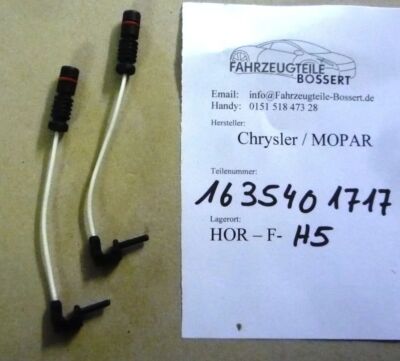 FAHRZEUGTEILE
BOSSERT
Email: info@Fahrzeugteile-Bossert.de
Handy: 0151 518 473 28
Hersteller:
Chrysler / MOPAR
Teilenummer:
1635401717
Lagerort:
HOR – F- H5